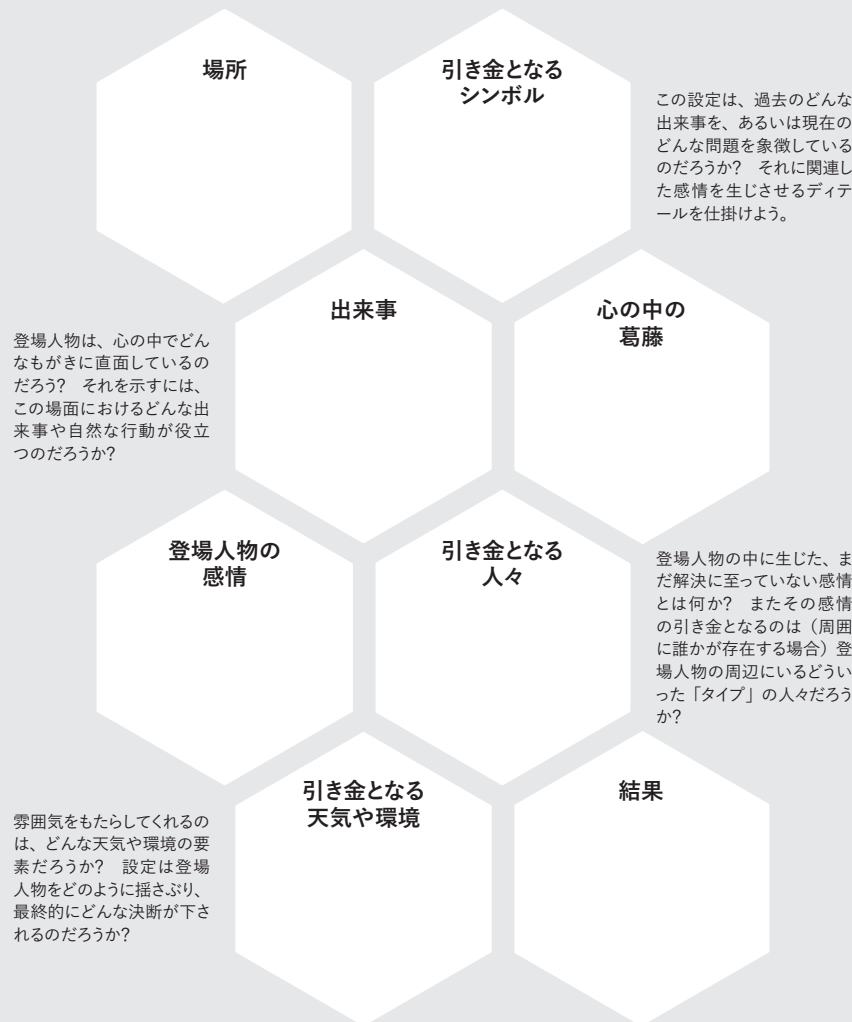 場所
引き金となる
シンボル
この設定は、過去のどんな
出来事を、あるいは現在の
どんな問題を象徴している
のだろうか?　それに関連し
た感情を生じさせるディテ
ールを仕掛けよう。
出来事
心の中の
葛藤
登場人物は、心の中でどん
なもがきに直面しているの
だろう?　それを示すには、
この場面におけるどんな出
来事や自然な行動が役立
つのだろうか?
登場人物の
感情
引き金となる
人々
登場人物の中に生じた、ま
だ解決に至っていない感情
とは何か?　またその感情
の引き金となるのは（周囲
に誰かが存在する場合）登
場人物の周辺にいるどうい
った「タイプ」の人々だろう
か?
引き金となる
天気や環境
結果
雰囲気をもたらしてくれるの
は、どんな天気や環境の要
素だろうか?　設定は登場
人物をどのように揺さぶり、
最終的にどんな決断が下さ
れるのだろうか?